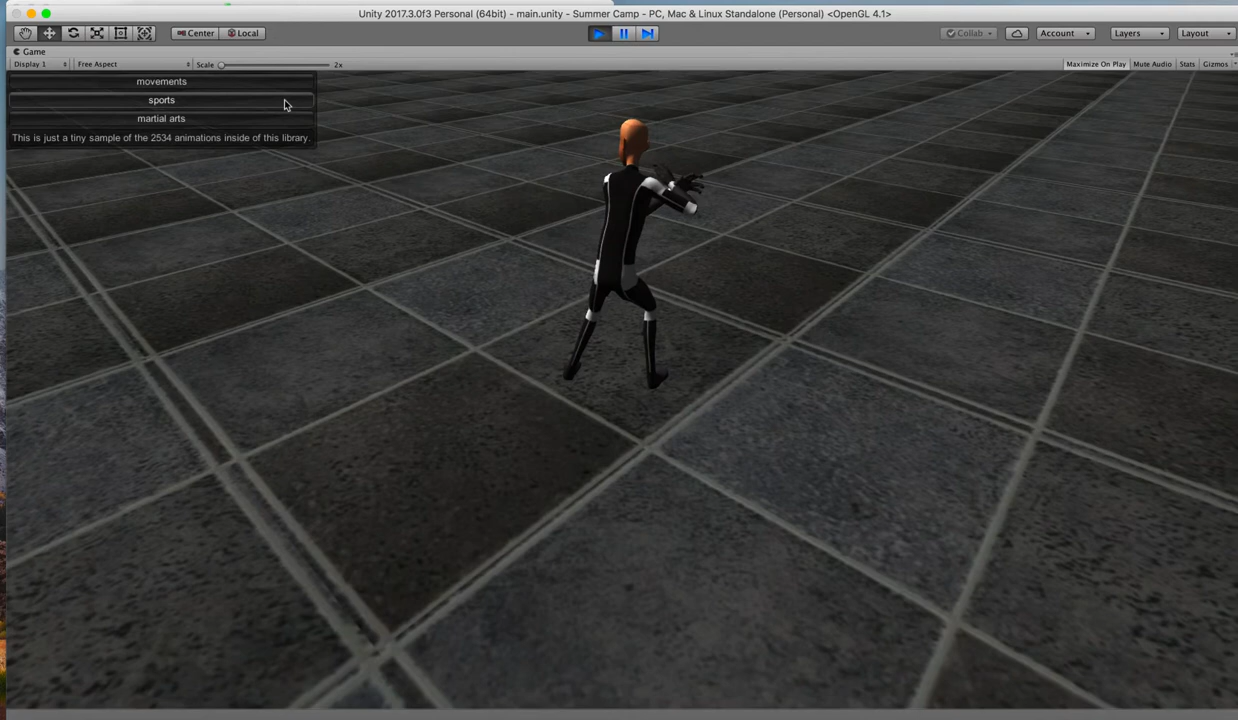 Unity 2017.3.0f3 Personal (64bit) - main.unity - Summer Camp - PC, Mac & Linux Standalone (Personal) <OpenGL 4.1>
Center Local Collab Account Layers Layout
Game
Display 1 Free Aspect Scale 2x Maximize On Play Mute Audio Stats Gizmos
movements
sports
martial arts
This is just a tiny sample of the 2534 animations inside of this library.